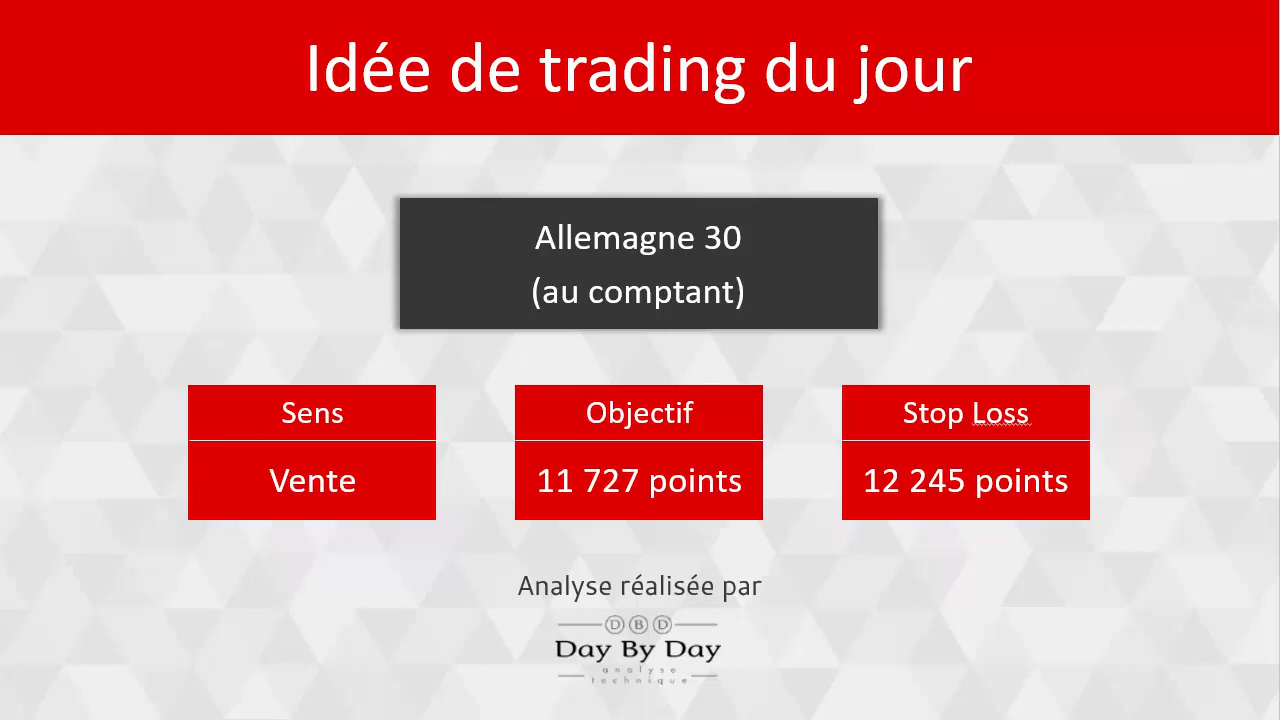 Idée de trading du jour
Allemagne 30
(au comptant)
Sens
Vente
Objectif
11 727 points
Stop Loss
12 245 points
Analyse réalisée par
DBD
Day By Day
analyse
technique